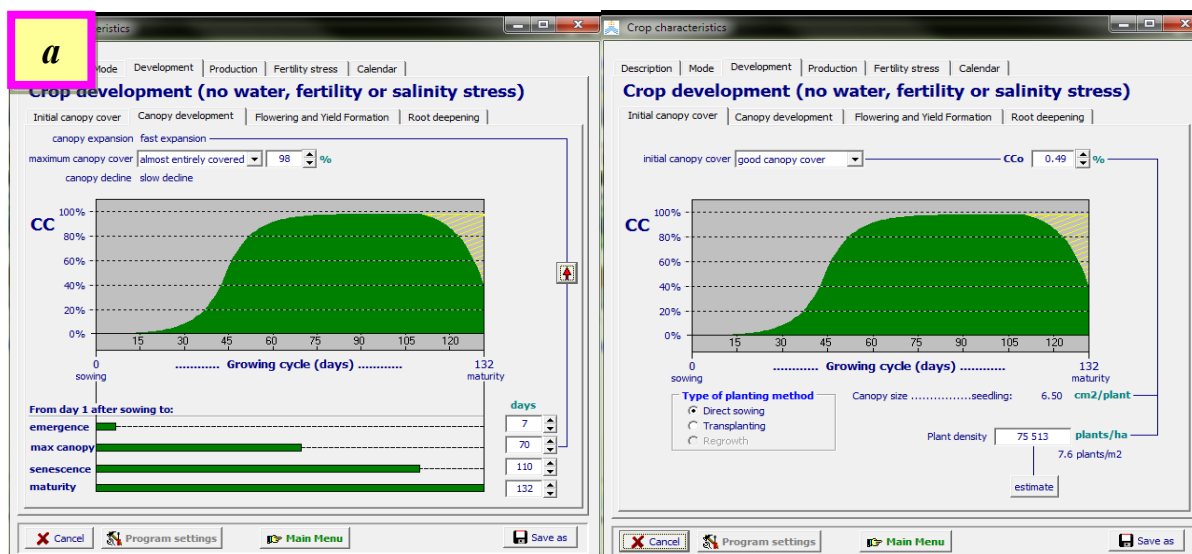 a
eristics
Mode Development Production Fertility stress Calendar
Crop development (no water, fertility or salinity stress)
Initial canopy cover Canopy development Flowering and Yield Formation Root deepening
canopy expansion fast expansion
maximum canopy cover almost entirely covered 98 %
canopy decline slow decline
CC
100%
80%
60%
40%
20%
0%
15 30 45 60 75 90 105 120
0 ............ Growing cycle (days) ............ 132
sowing maturity
From day 1 after sowing to: days
emergence 7
max canopy 70
senescence 110
maturity 132
Cancel Program settings Main Menu Save as
Crop characteristics
Description Mode Development Production Fertility stress Calendar
Crop development (no water, fertility or salinity stress)
Initial canopy cover Canopy development Flowering and Yield Formation Root deepening
initial canopy cover good canopy cover CCo 0.49 %
CC
100%
80%
60%
40%
20%
0%
15 30 45 60 75 90 105 120
0 ............ Growing cycle (days) ............ 132
sowing maturity
Type of planting method
Direct sowing
Transplanting
Regrowth
Canopy size ...............seedling: 6.50 cm2/plant
Plant density 75 513 plants/ha
7.6 plants/m2
estimate
Cancel Program settings Main Menu Save as